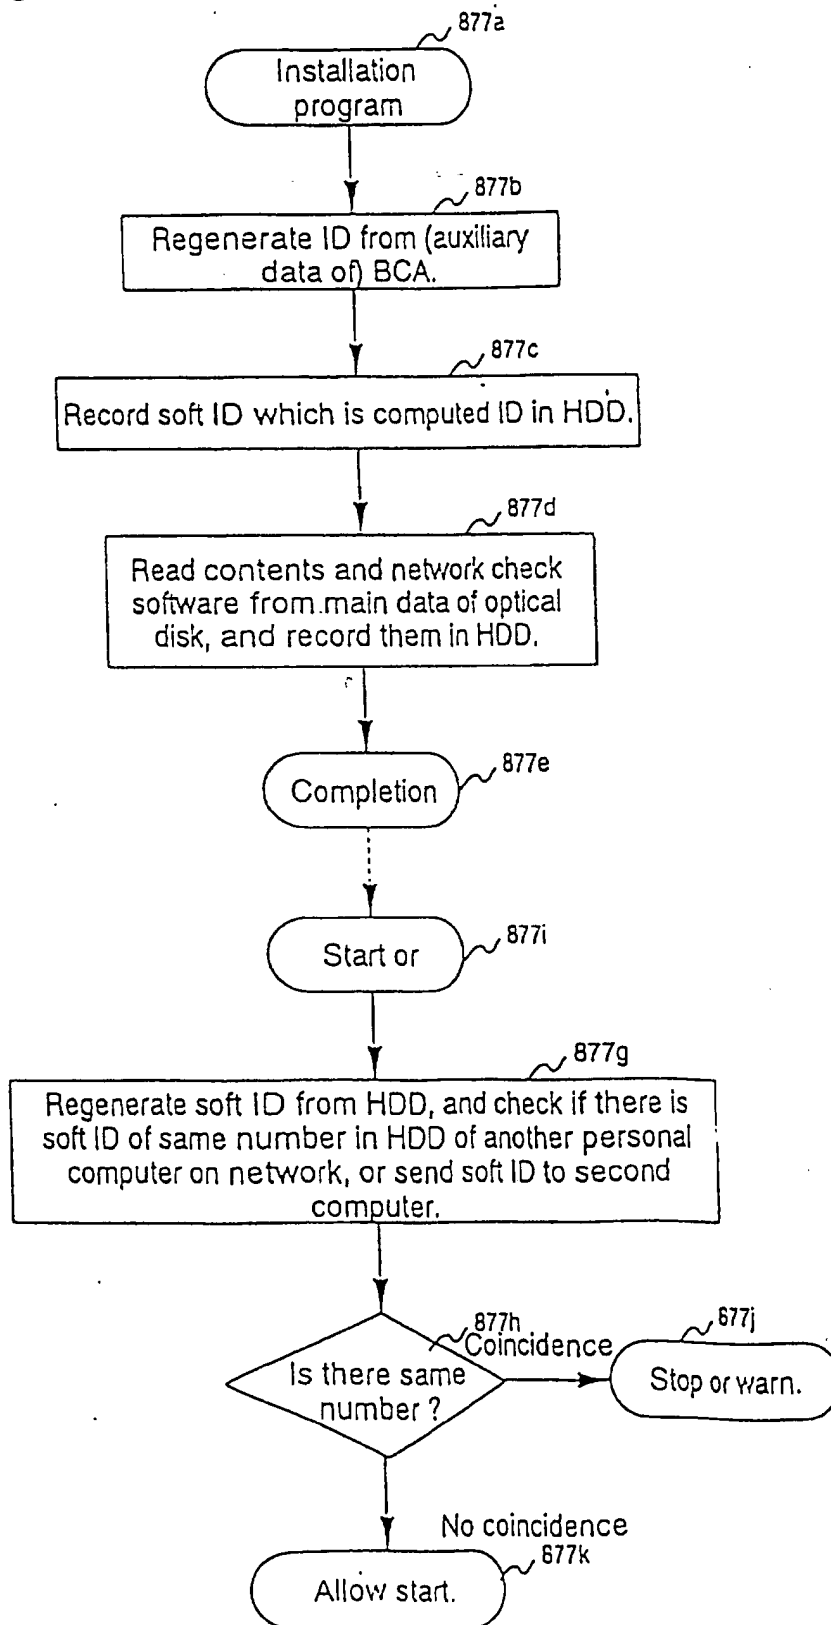 877a
Installation
program
877b
Regenerate ID from (auxiliary
data of) BCA.
877c
Record soft ID which is computed ID in HDD.
877d
Read contents and network check
software from main data of optical
disk, and record them in HDD.
877e
Completion
877i
Start or
877g
Regenerate soft ID from HDD, and check if there is
soft ID of same number in HDD of another personal
computer on network, or send soft ID to second
computer.
877h
Coincidence
677j
Is there same
number ?
Stop or warn.
No coincidence
677k
Allow start.